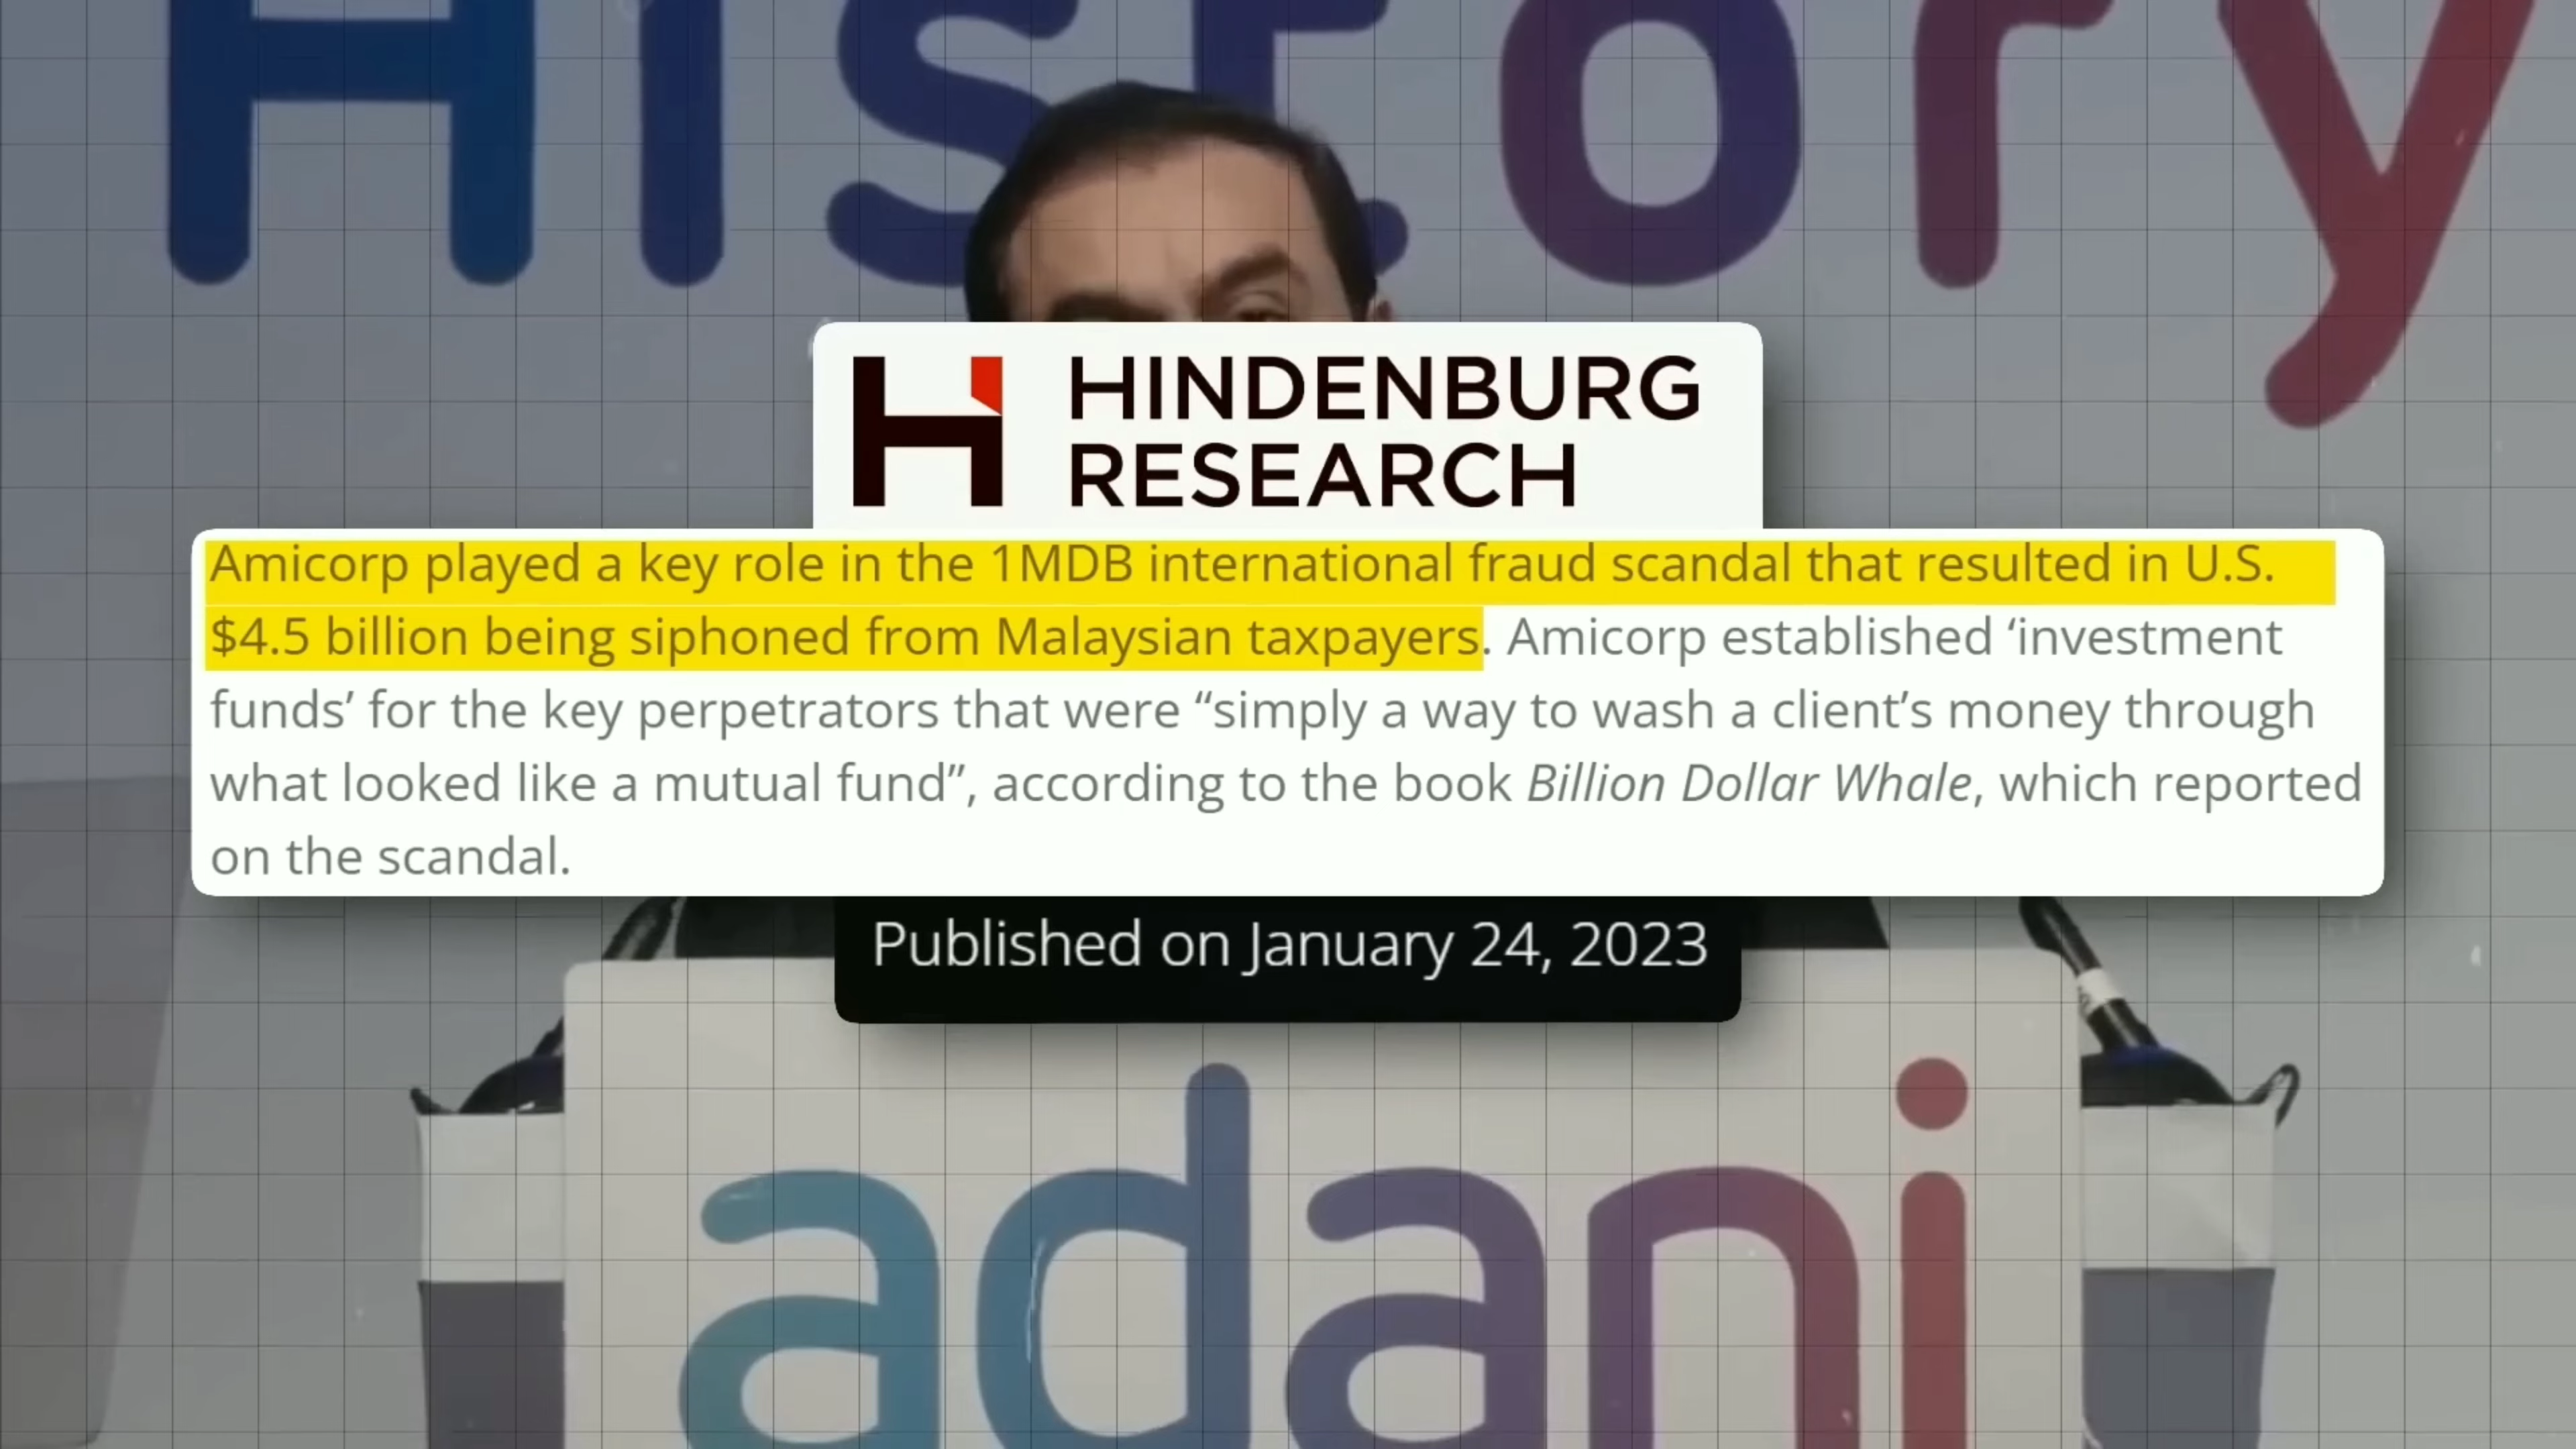 History
HINDENBURG
RESEARCH
Amicorp played a key role in the 1MDB international fraud scandal that resulted in U.S.
$4.5 billion being siphoned from Malaysian taxpayers. Amicorp established ‘investment
funds’ for the key perpetrators that were “simply a way to wash a client’s money through
what looked like a mutual fund”, according to the book Billion Dollar Whale, which reported
on the scandal.
Published on January 24, 2023
adani